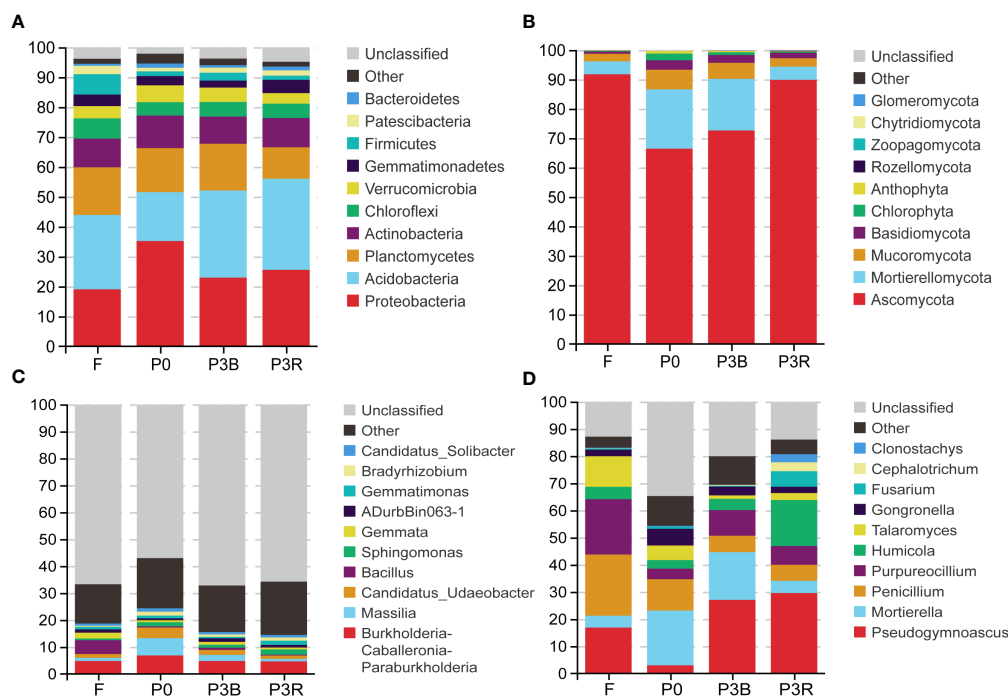 A
100
90
80
70
60
50
40
30
20
10
0
F P0 P3B P3R
Unclassified
Other
Bacteroidetes
Patescibacteria
Firmicutes
Gemmatimonadetes
Verrucomicrobia
Chloroflexi
Actinobacteria
Planctomycetes
Acidobacteria
Proteobacteria
B
100
90
80
70
60
50
40
30
20
10
0
F P0 P3B P3R
Unclassified
Other
Glomeromycota
Chytridiomycota
Zoopagomycota
Rozellomycota
Anthophyta
Chlorophyta
Basidiomycota
Mucoromycota
Mortierellomycota
Ascomycota
C
100
90
80
70
60
50
40
30
20
10
0
F P0 P3B P3R
Unclassified
Other
Candidatus_Solibacter
Bradyrhizobium
Gemmatimonas
ADurbBin063-1
Gemmata
Sphingomonas
Bacillus
Candidatus_Udaeobacter
Massilia
Burkholderia-
Caballeronia-
Paraburkholderia
D
100
90
80
70
60
50
40
30
20
10
0
F P0 P3B P3R
Unclassified
Other
Clonostachys
Cephalotrichum
Fusarium
Gongronella
Talaromyces
Humicola
Purpureocillium
Penicillium
Mortierella
Pseudogymnoascus